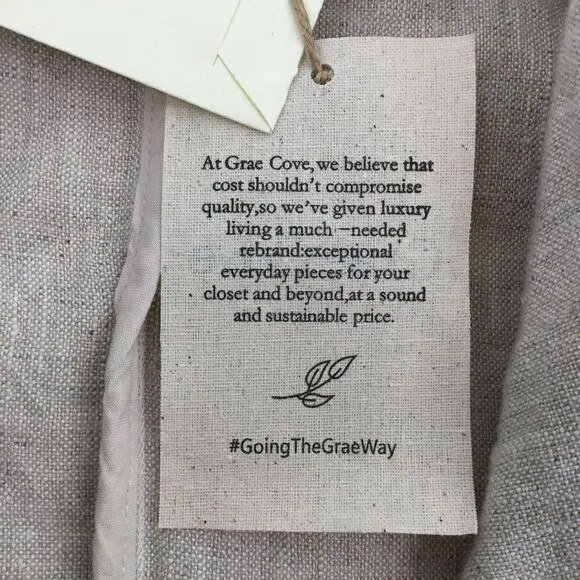 At Grae Cove,we believe that
cost shouldn't compromise
quality,so we've given luxury
living a much —needed
rebrand:exceptional
everyday pieces for your
closet and beyond,at a sound
and sustainable price.
#GoingTheGraeWay